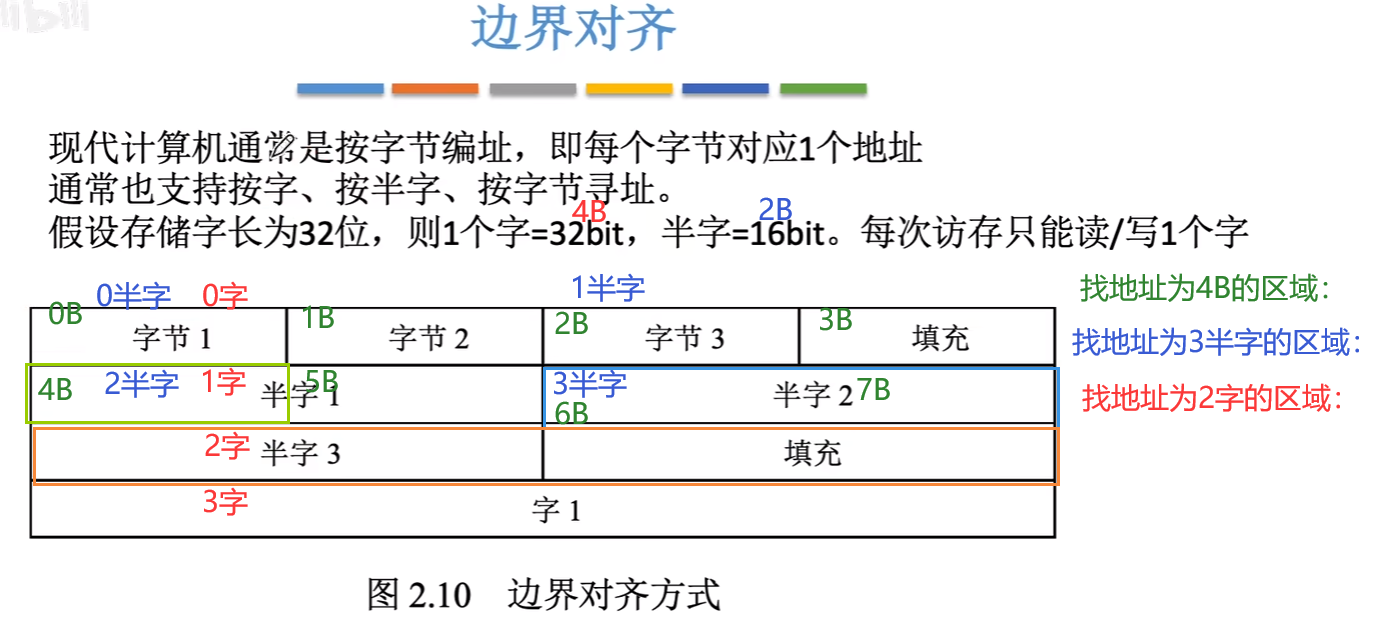 边界对齐
现代计算机通常是按字节编址，即每个字节对应1个地址
通常也支持按字、按半字、按字节寻址。
4B 2B
假设存储字长为32位，则1个字=32bit，半字=16bit。每次访存只能读/写1个字
0半字 0字 1半字 找地址为4B的区域：
0B 1B 2B 3B
字节 1 字节 2 字节 3 填充 找地址为3半字的区域：
4B 2半字 1字 5B 3半字 7B
半字 1 半字 2 找地址为2字的区域：
6B
2字 半字 3 填充
3字 字 1
图 2.10 边界对齐方式